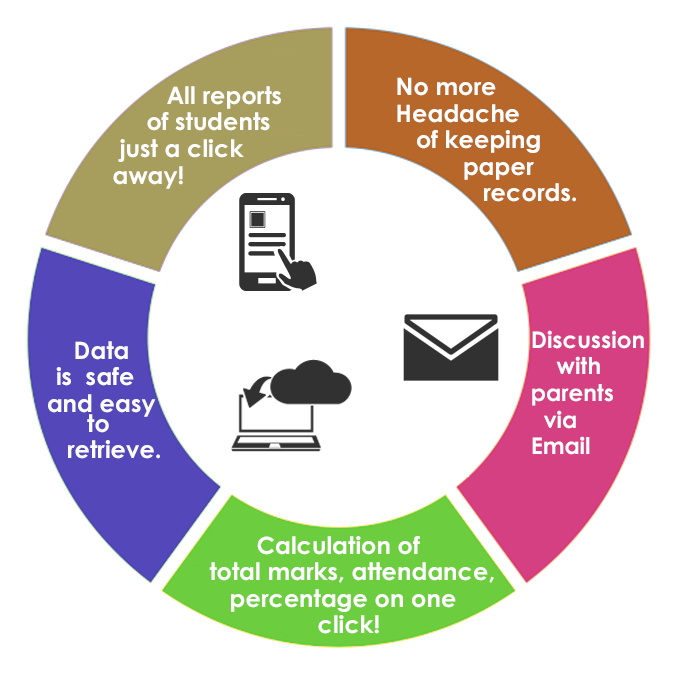 All reports
of students
just a click
away!
No more
Headache
of keeping
paper
records.
Discussion
with
parents
via
Email
Calculation of
total marks, attendance,
percentage on one
click!
Data
is safe
and easy
to
retrieve.